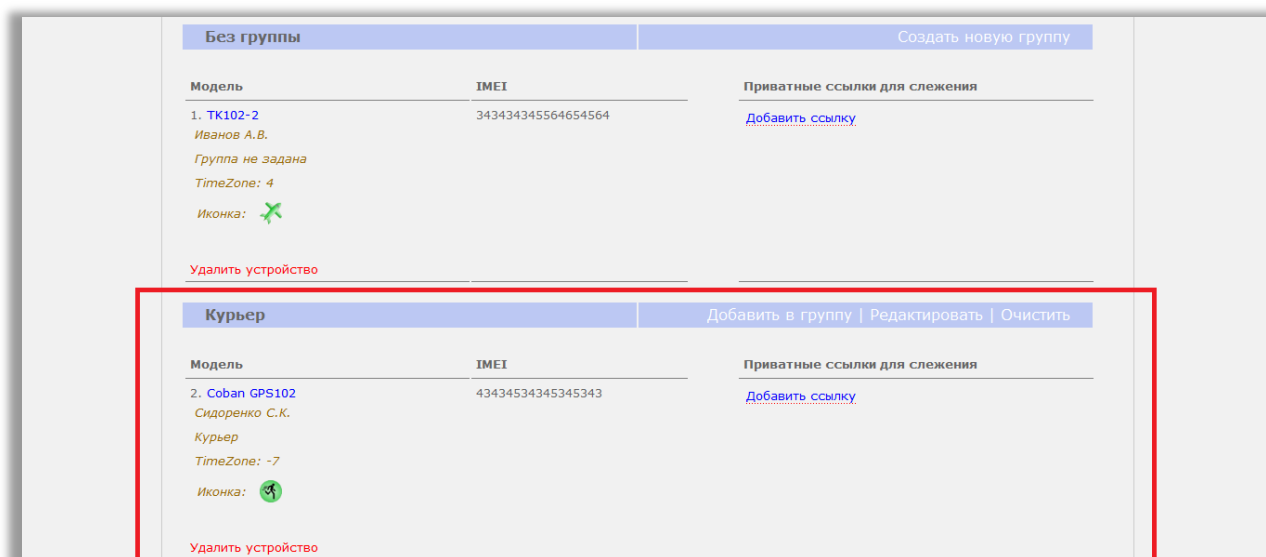 Без группы Создать новую группу
Модель IMEI Приватные ссылки для слежения
1. TK102-2 343434345564654564 Добавить ссылку
Иванов А.В.
Группа не задана
TimeZone: 4
Иконка:
Удалить устройство
Курьер Добавить в группу | Редактировать | Очистить
Модель IMEI Приватные ссылки для слежения
2. Coban GPS102 43434534345345343 Добавить ссылку
Сидоренко С.К.
Курьер
TimeZone: -7
Иконка:
Удалить устройство